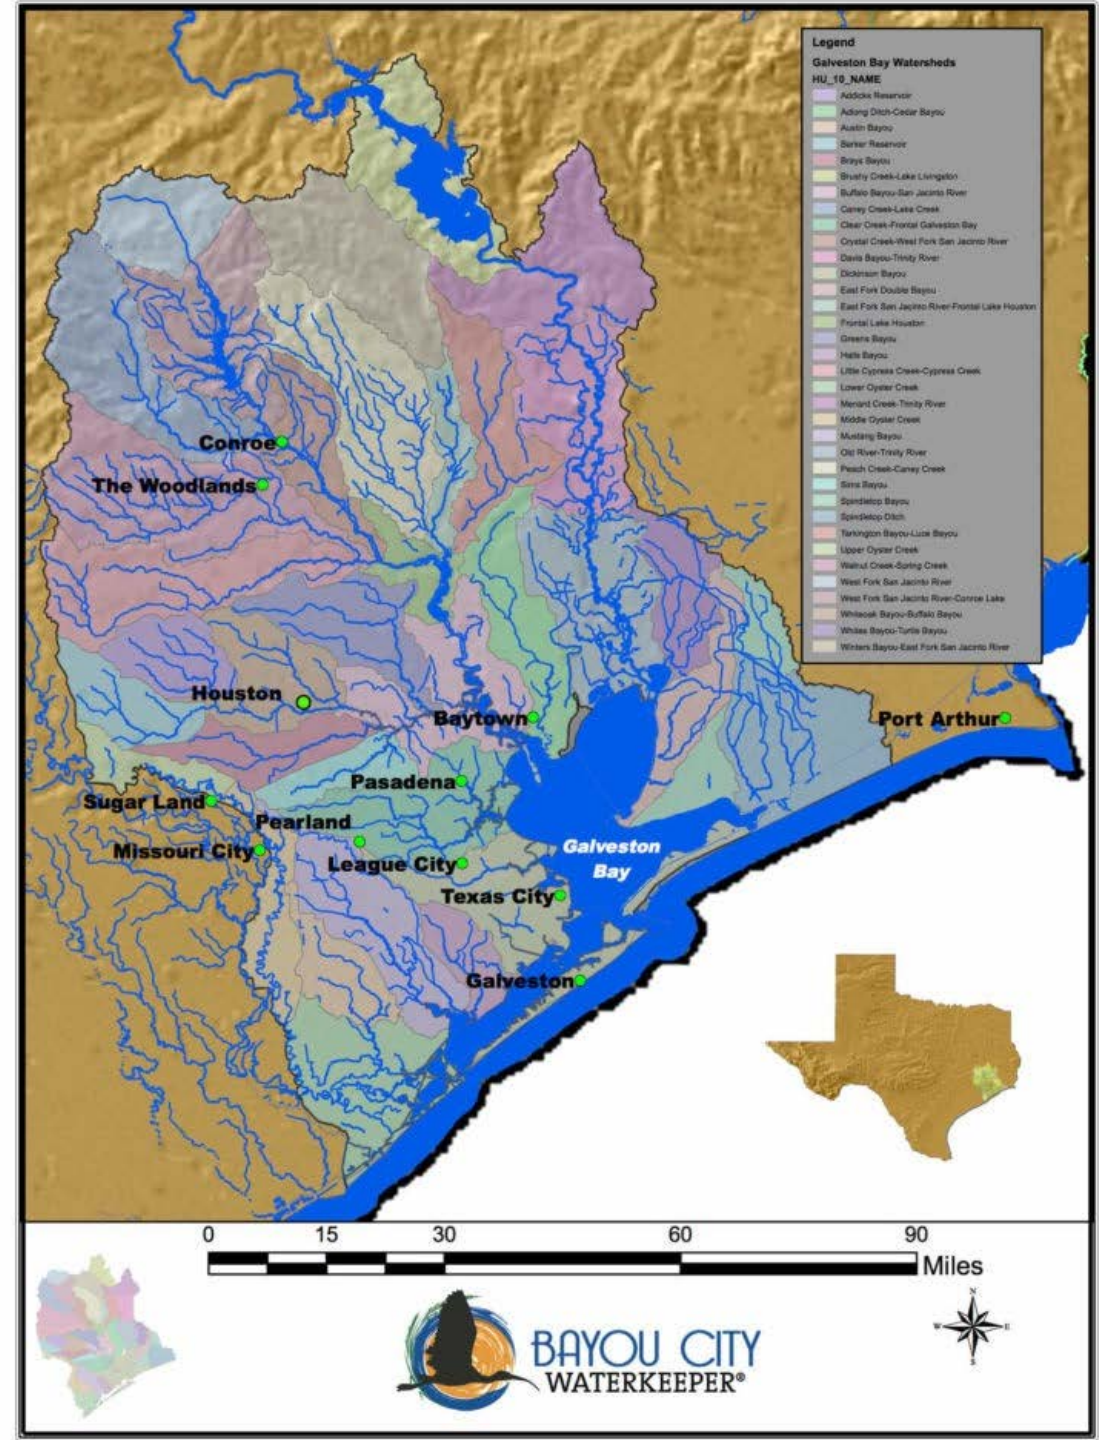 Legend
Galveston Bay Watersheds
HU_10_NAME
Addicks Reservoir
Adlong Ditch-Cedar Bayou
Austin Bayou
Barker Reservoir
Brays Bayou
Brushy Creek-Lake Livingston
Buffalo Bayou-San Jacinto River
Caney Creek-Lake Creek
Clear Creek-Frontal Galveston Bay
Crystal Creek-West Fork San Jacinto River
Davis Bayou-Trinity River
Dickinson Bayou
East Fork Double Bayou
East Fork San Jacinto River-Frontal Lake Houston
Frontal Lake Houston
Greens Bayou
Halls Bayou
Little Cypress Creek-Cypress Creek
Lower Oyster Creek
Menard Creek-Trinity River
Middle Oyster Creek
Mustang Bayou
Old River-Trinity River
Peach Creek-Caney Creek
Sims Bayou
Spindletop Bayou
Spindletop Ditch
Tarkington Bayou-Luce Bayou
Upper Oyster Creek
Walnut Creek-Spring Creek
West Fork San Jacinto River
West Fork San Jacinto River-Conroe Lake
Whiteoak Bayou-Buffalo Bayou
Whites Bayou-Turtle Bayou
Winters Bayou-East Fork San Jacinto River
Conroe
The Woodlands
Houston
Baytown
Port Arthur
Pasadena
Sugar Land
Pearland
Missouri City
League City
Galveston
Bay
Texas City
Galveston
0 15 30 60 90
Miles
N
W E
S
BAYOU CITY
WATERKEEPER®